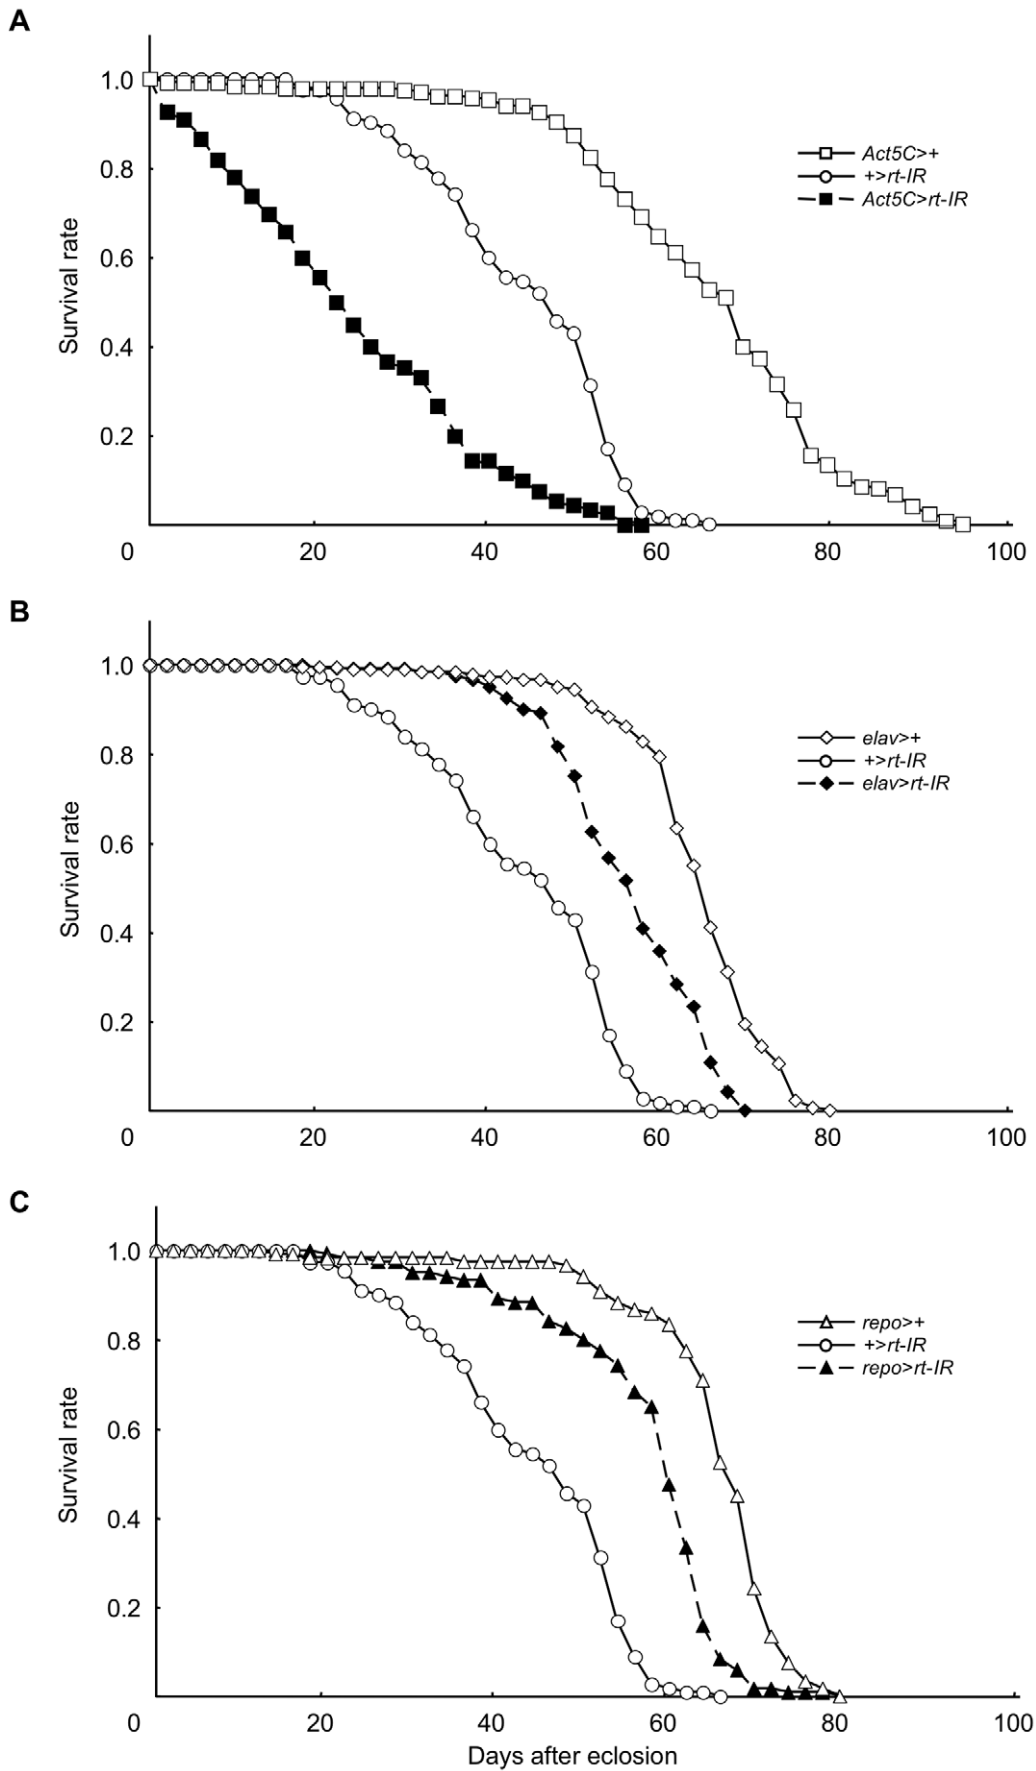 A
1.0
0.8
0.6
0.4
0.2
Survival rate
Act5C>+
+>rt-IR
Act5C>rt-IR
0 20 40 60 80 100
B
1.0
0.8
0.6
0.4
0.2
Survival rate
elav>+
+>rt-IR
elav>rt-IR
0 20 40 60 80 100
C
1.0
0.8
0.6
0.4
0.2
Survival rate
repo>+
+>rt-IR
repo>rt-IR
0 20 40 60 80 100
Days after eclosion